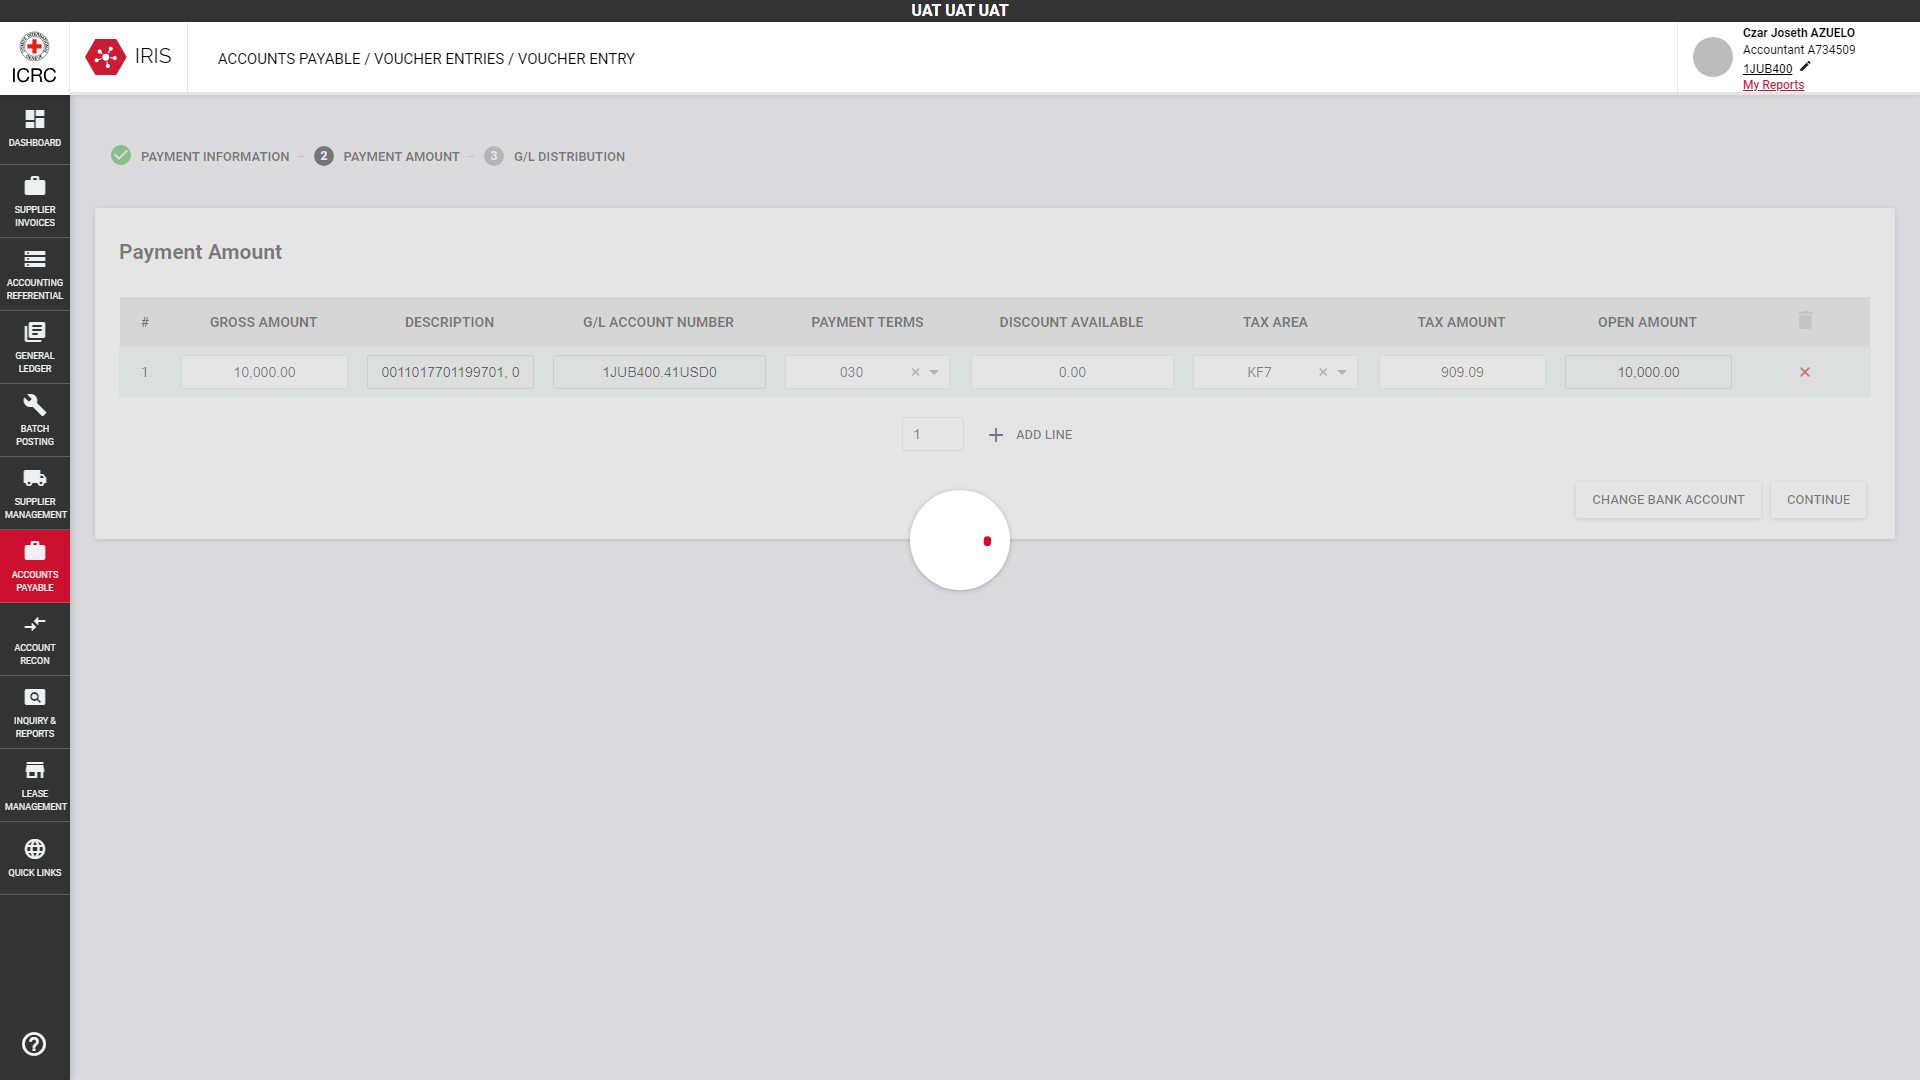 UAT UAT UAT
ICRC
IRIS
ACCOUNTS PAYABLE / VOUCHER ENTRIES / VOUCHER ENTRY
Czar Joseth AZUELO
Accountant A734509
1JUB400
My Reports
DASHBOARD
SUPPLIER
INVOICES
ACCOUNTING
REFERENTIAL
GENERAL
LEDGER
BATCH
POSTING
SUPPLIER
MANAGEMENT
ACCOUNTS
PAYABLE
ACCOUNT
RECON
INQUIRY &
REPORTS
LEASE
MANAGEMENT
QUICK LINKS
PAYMENT INFORMATION
2 PAYMENT AMOUNT
3 G/L DISTRIBUTION
Payment Amount
# GROSS AMOUNT DESCRIPTION G/L ACCOUNT NUMBER PAYMENT TERMS DISCOUNT AVAILABLE TAX AREA TAX AMOUNT OPEN AMOUNT
1 10,000.00 0011017701199701, 0 1JUB400.41USD0 030 0.00 KF7 909.09 10,000.00
1 ADD LINE
CHANGE BANK ACCOUNT CONTINUE